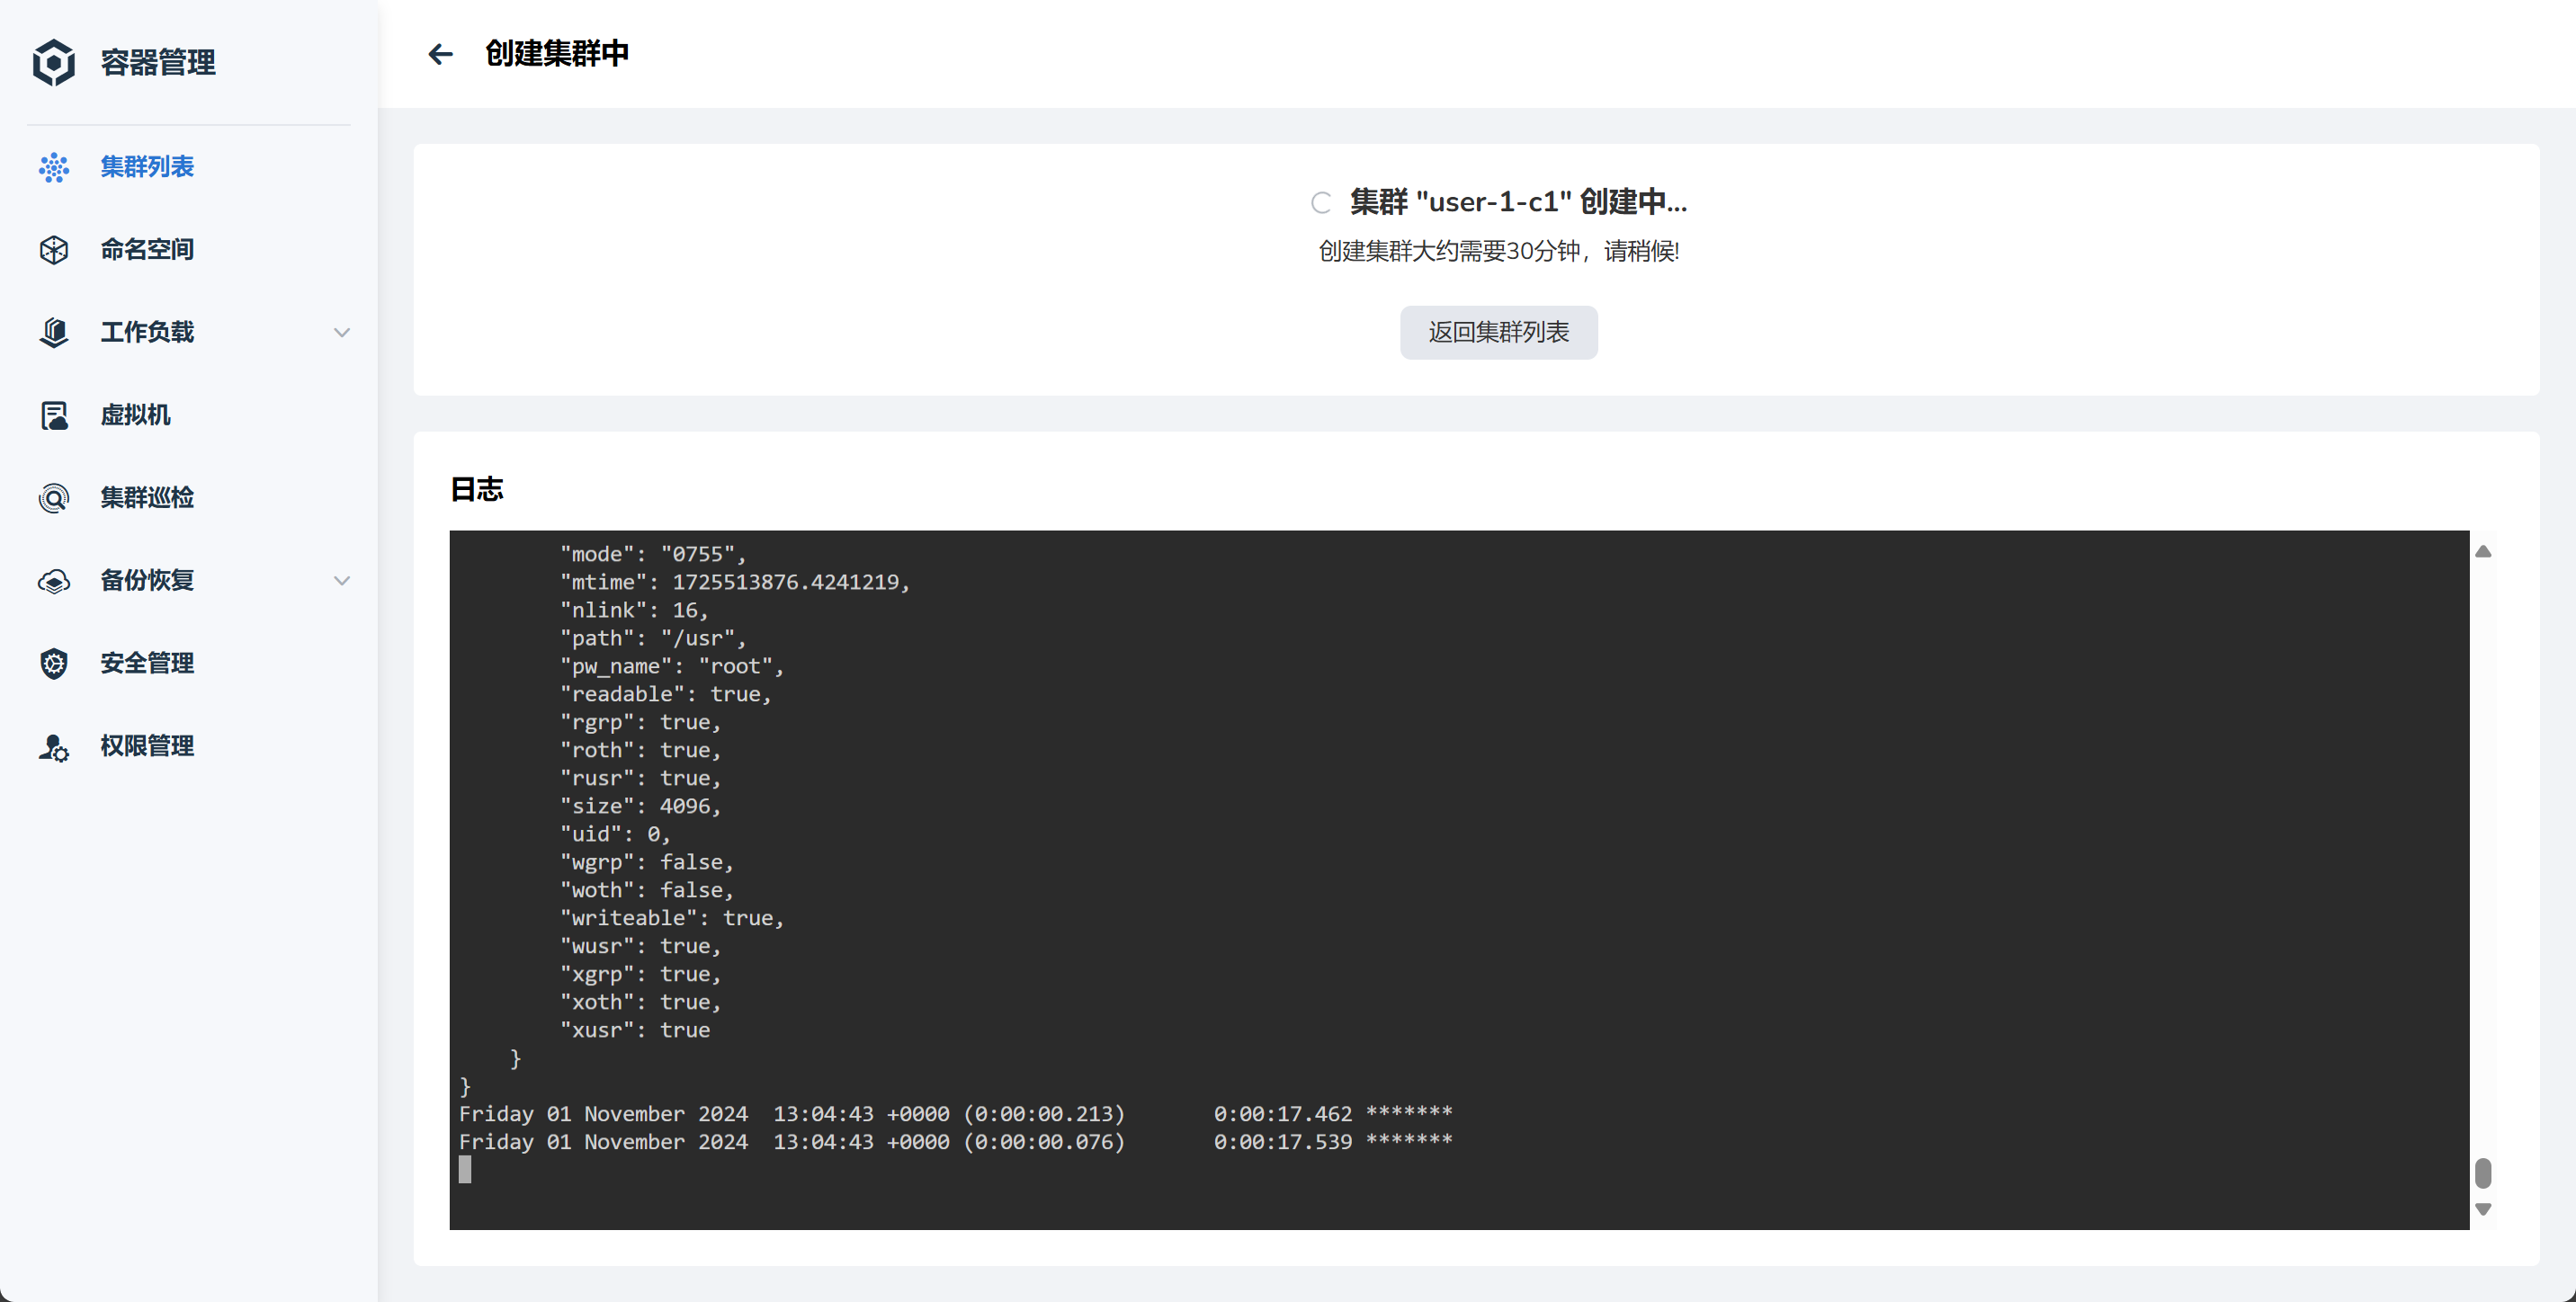 容器管理
集群列表
命名空间
工作负载
虚拟机
集群巡检
备份恢复
安全管理
权限管理
创建集群中
集群 "user-1-c1" 创建中...
创建集群大约需要30分钟，请稍候!
返回集群列表
日志
"mode": "0755",
"mtime": 1725513876.4241219,
"nlink": 16,
"path": "/usr",
"pw_name": "root",
"readable": true,
"rgrp": true,
"roth": true,
"rusr": true,
"size": 4096,
"uid": 0,
"wgrp": false,
"woth": false,
"writeable": true,
"wusr": true,
"xgrp": true,
"xoth": true,
"xusr": true
}
}
Friday 01 November 2024  13:04:43 +0000 (0:00:00.213)       0:00:17.462 *******
Friday 01 November 2024  13:04:43 +0000 (0:00:00.076)       0:00:17.539 *******